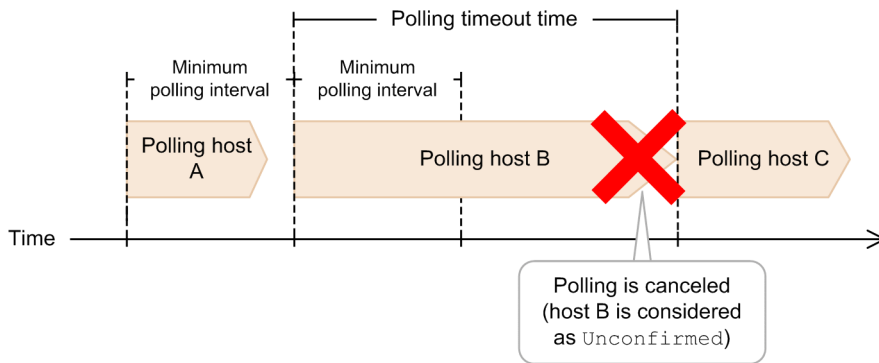 Polling timeout time
Minimum
polling interval
Minimum
polling interval
Polling host
A
Polling host B
Polling host C
Time
Polling is canceled
(host B is considered
as Unconfirmed)